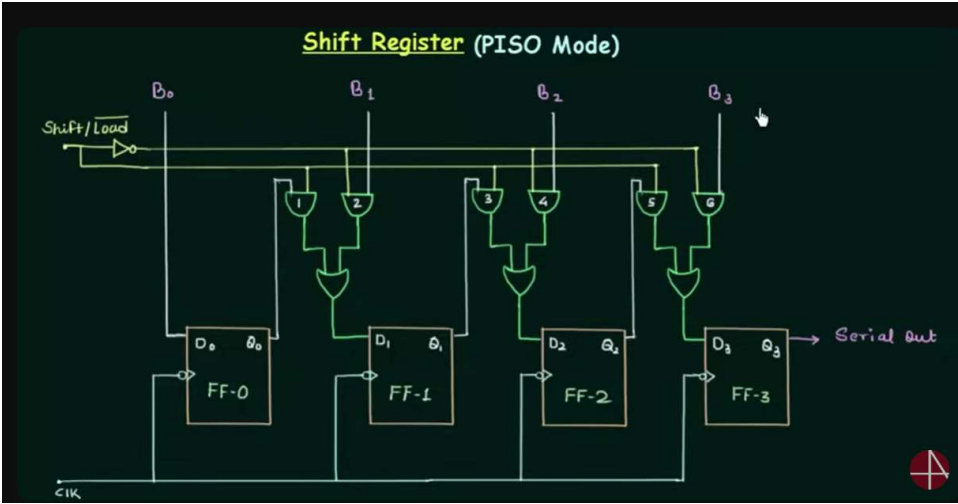 Shift Register (PISO Mode)
B₀ B₁ B₂ B₃
Shift/L̅o̅a̅d̅
1 2 3 4 5 6
D₀ Q₀ D₁ Q₁ D₂ Q₂ D₃ Q₃ Serial Out
FF-0 FF-1 FF-2 FF-3
Clk